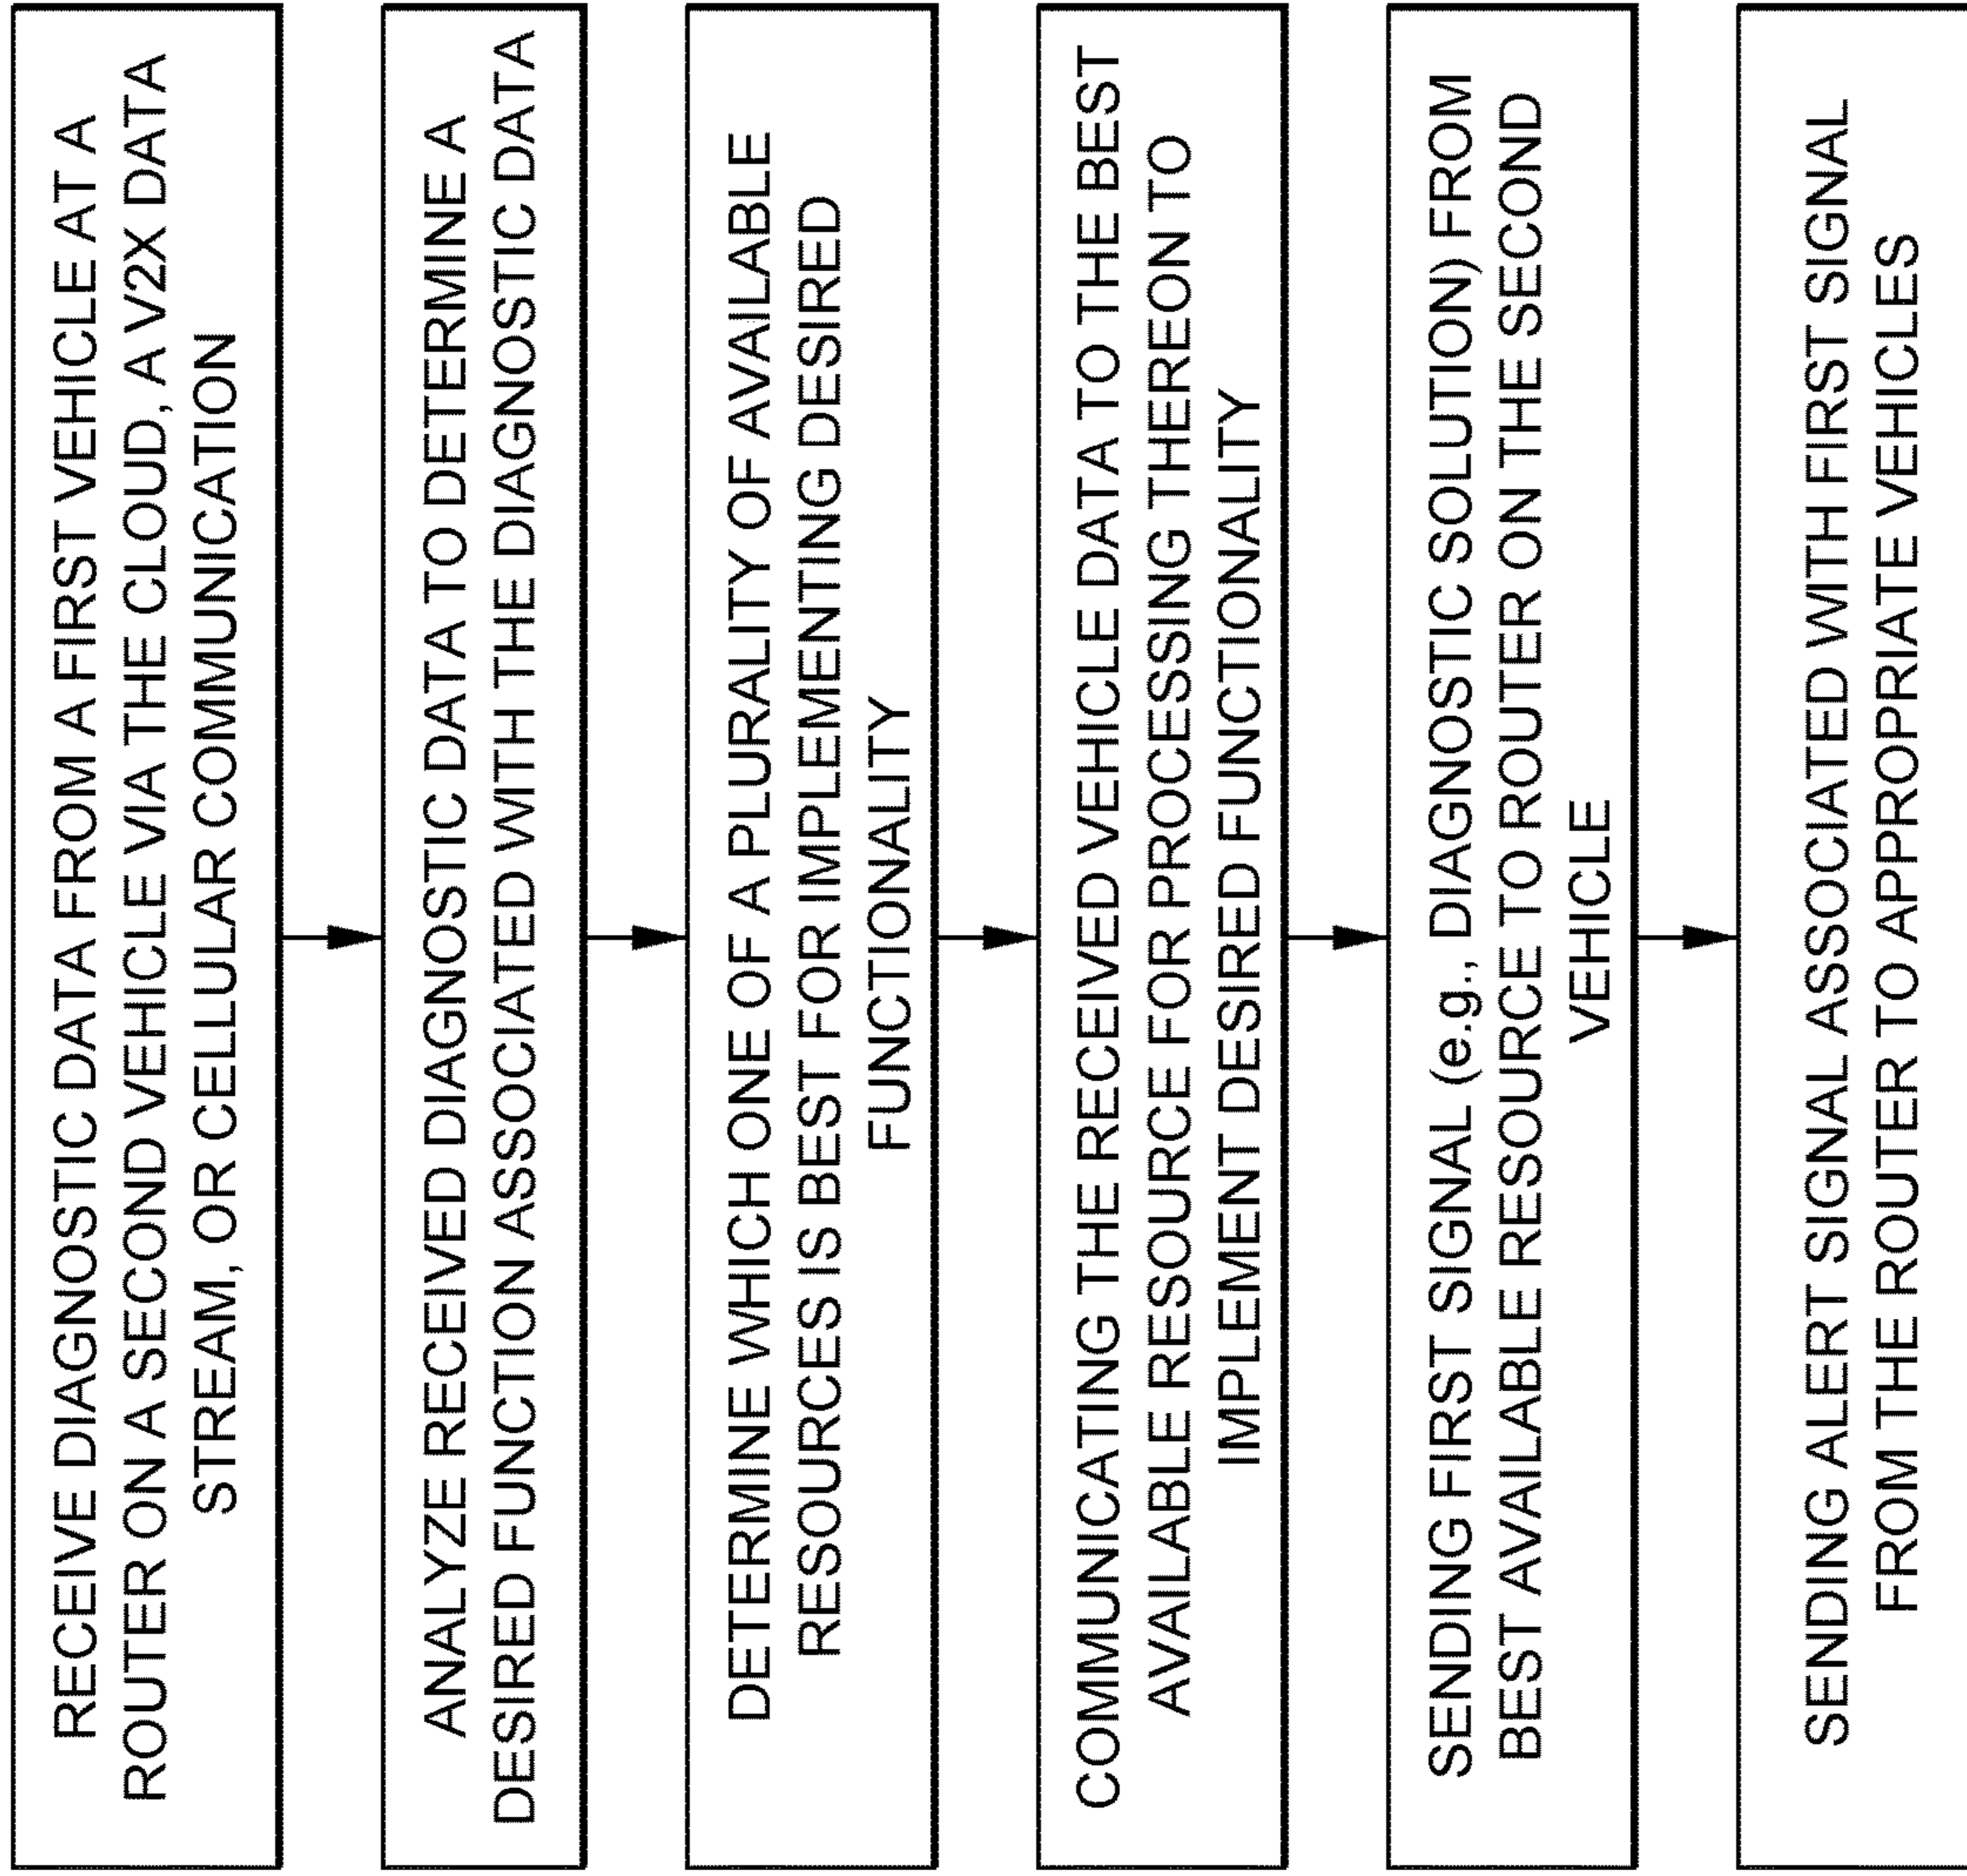 RECEIVE DIAGNOSTIC DATA FROM A FIRST VEHICLE AT A
ROUTER ON A SECOND VEHICLE VIA THE CLOUD, A V2X DATA
STREAM, OR CELLULAR COMMUNICATION
ANALYZE RECEIVED DIAGNOSTIC DATA TO DETERMINE A
DESIRED FUNCTION ASSOCIATED WITH THE DIAGNOSTIC DATA
DETERMINE WHICH ONE OF A PLURALITY OF AVAILABLE
RESOURCES IS BEST FOR IMPLEMENTING DESIRED
FUNCTIONALITY
COMMUNICATING THE RECEIVED VEHICLE DATA TO THE BEST
AVAILABLE RESOURCE FOR PROCESSING THEREON TO
IMPLEMENT DESIRED FUNCTIONALITY
SENDING FIRST SIGNAL (e.g., DIAGNOSTIC SOLUTION) FROM
BEST AVAILABLE RESOURCE TO ROUTER ON THE SECOND
VEHICLE
SENDING ALERT SIGNAL ASSOCIATED WITH FIRST SIGNAL
FROM THE ROUTER TO APPROPRIATE VEHICLES